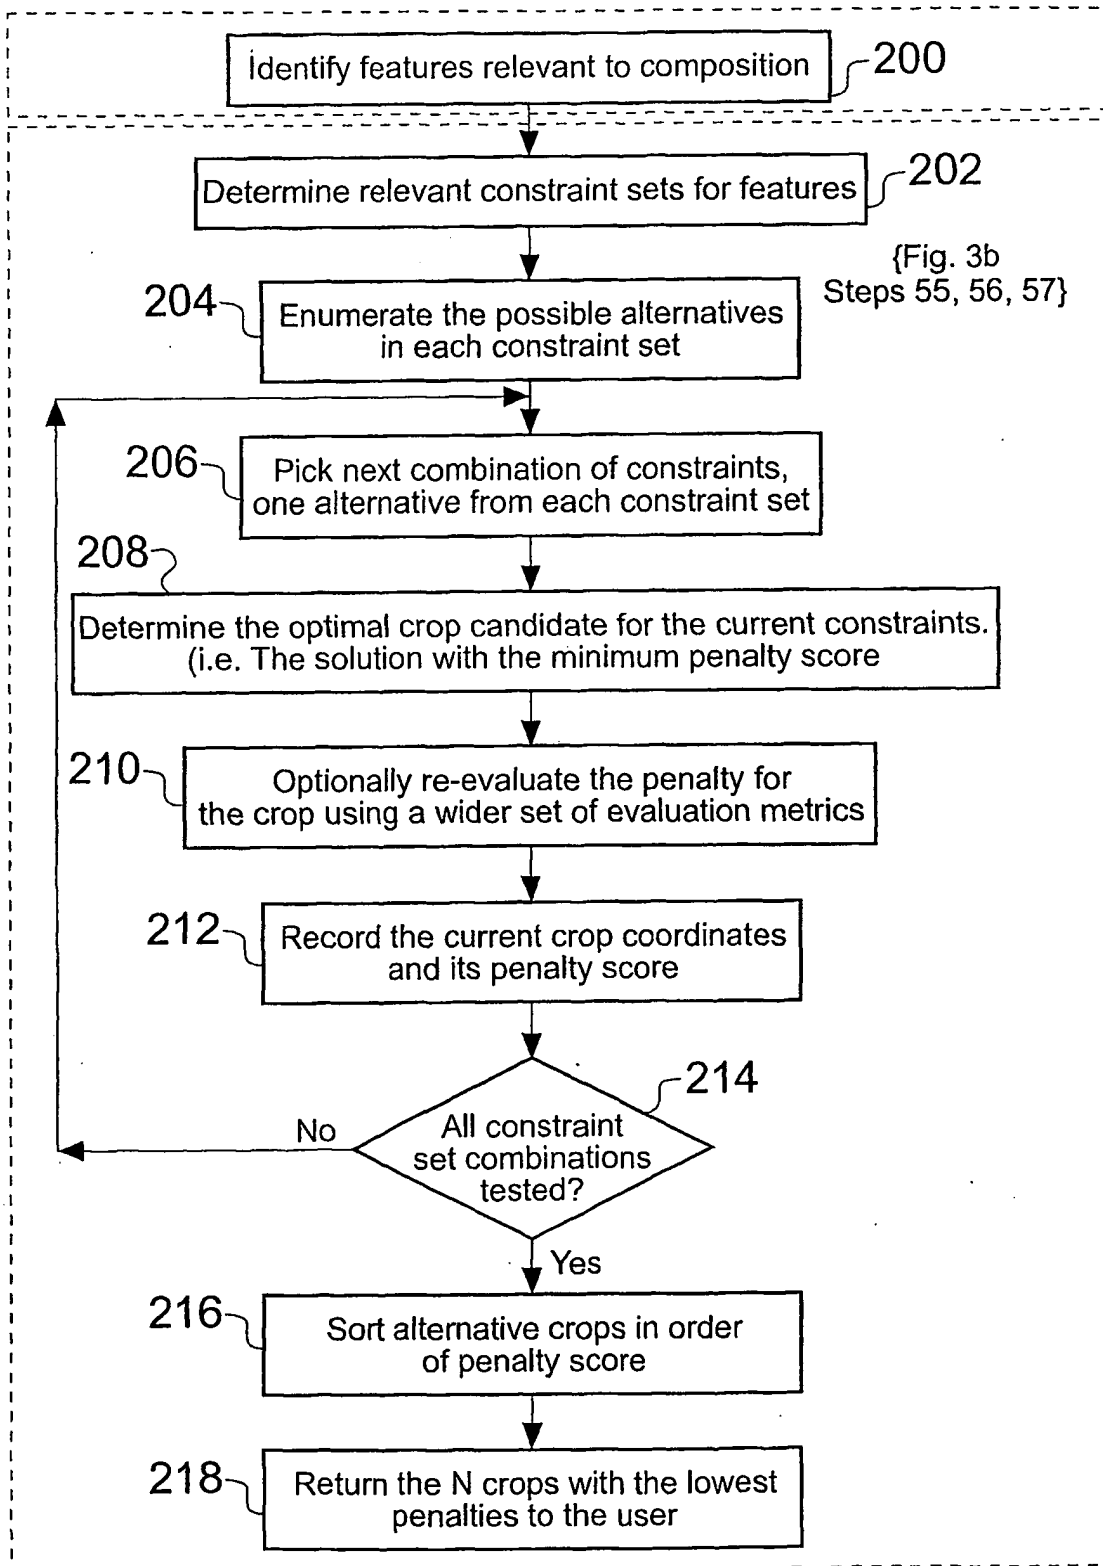 Identify features relevant to composition
200
Determine relevant constraint sets for features
202
{Fig. 3b
Steps 55, 56, 57}
204
Enumerate the possible alternatives
in each constraint set
206
Pick next combination of constraints,
one alternative from each constraint set
208
Determine the optimal crop candidate for the current constraints.
(i.e. The solution with the minimum penalty score
210
Optionally re-evaluate the penalty for
the crop using a wider set of evaluation metrics
212
Record the current crop coordinates
and its penalty score
214
No
All constraint
set combinations
tested?
Yes
216
Sort alternative crops in order
of penalty score
218
Return the N crops with the lowest
penalties to the user